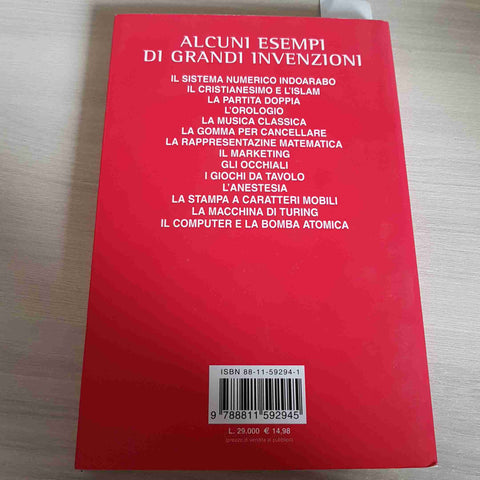 ALCUNI ESEMPI
DI GRANDI INVENZIONI
IL SISTEMA NUMERICO INDOARABO
IL CRISTIANESIMO E L'ISLAM
LA PARTITA DOPPIA
L'OROLOGIO
LA MUSICA CLASSICA
LA GOMMA PER CANCELLARE
LA RAPPRESENTAZINE MATEMATICA
IL MARKETING
GLI OCCHIALI
I GIOCHI DA TAVOLO
L'ANESTESIA
LA STAMPA A CARATTERI MOBILI
LA MACCHINA DI TURING
IL COMPUTER E LA BOMBA ATOMICA
ISBN 88-11-59294-1
9 788811 592945
L. 29.000 € 14,98
(prezzo di vendita al pubblico)